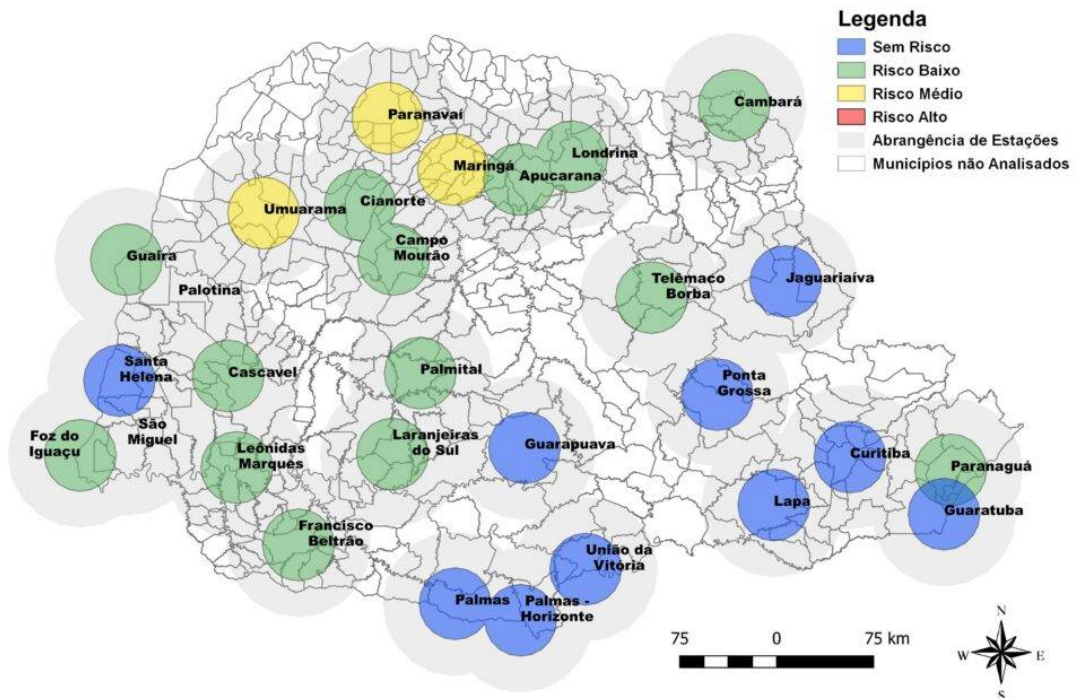 Legenda
Sem Risco
Risco Baixo
Risco Médio
Risco Alto
Abrangência de Estações
Municípios não Analisados
Cambará
Paranavaí
Maringá
Londrina
Apucarana
Umuarama
Cianorte
Campo
Mourão
Guaíra
Palotina
Telêmaco
Borba
Jaguariaíva
Santa
Helena
Cascavel
Palmital
Ponta
Grossa
São
Miguel
Foz do
Iguaçu
Leônidas
Marques
Laranjeiras
do Sul
Guarapuava
Curitiba
Paranaguá
Lapa
Guaratuba
Francisco
Beltrão
União da
Vitória
Palmas
Palmas -
Horizonte
75 0 75 km
N
W E
S